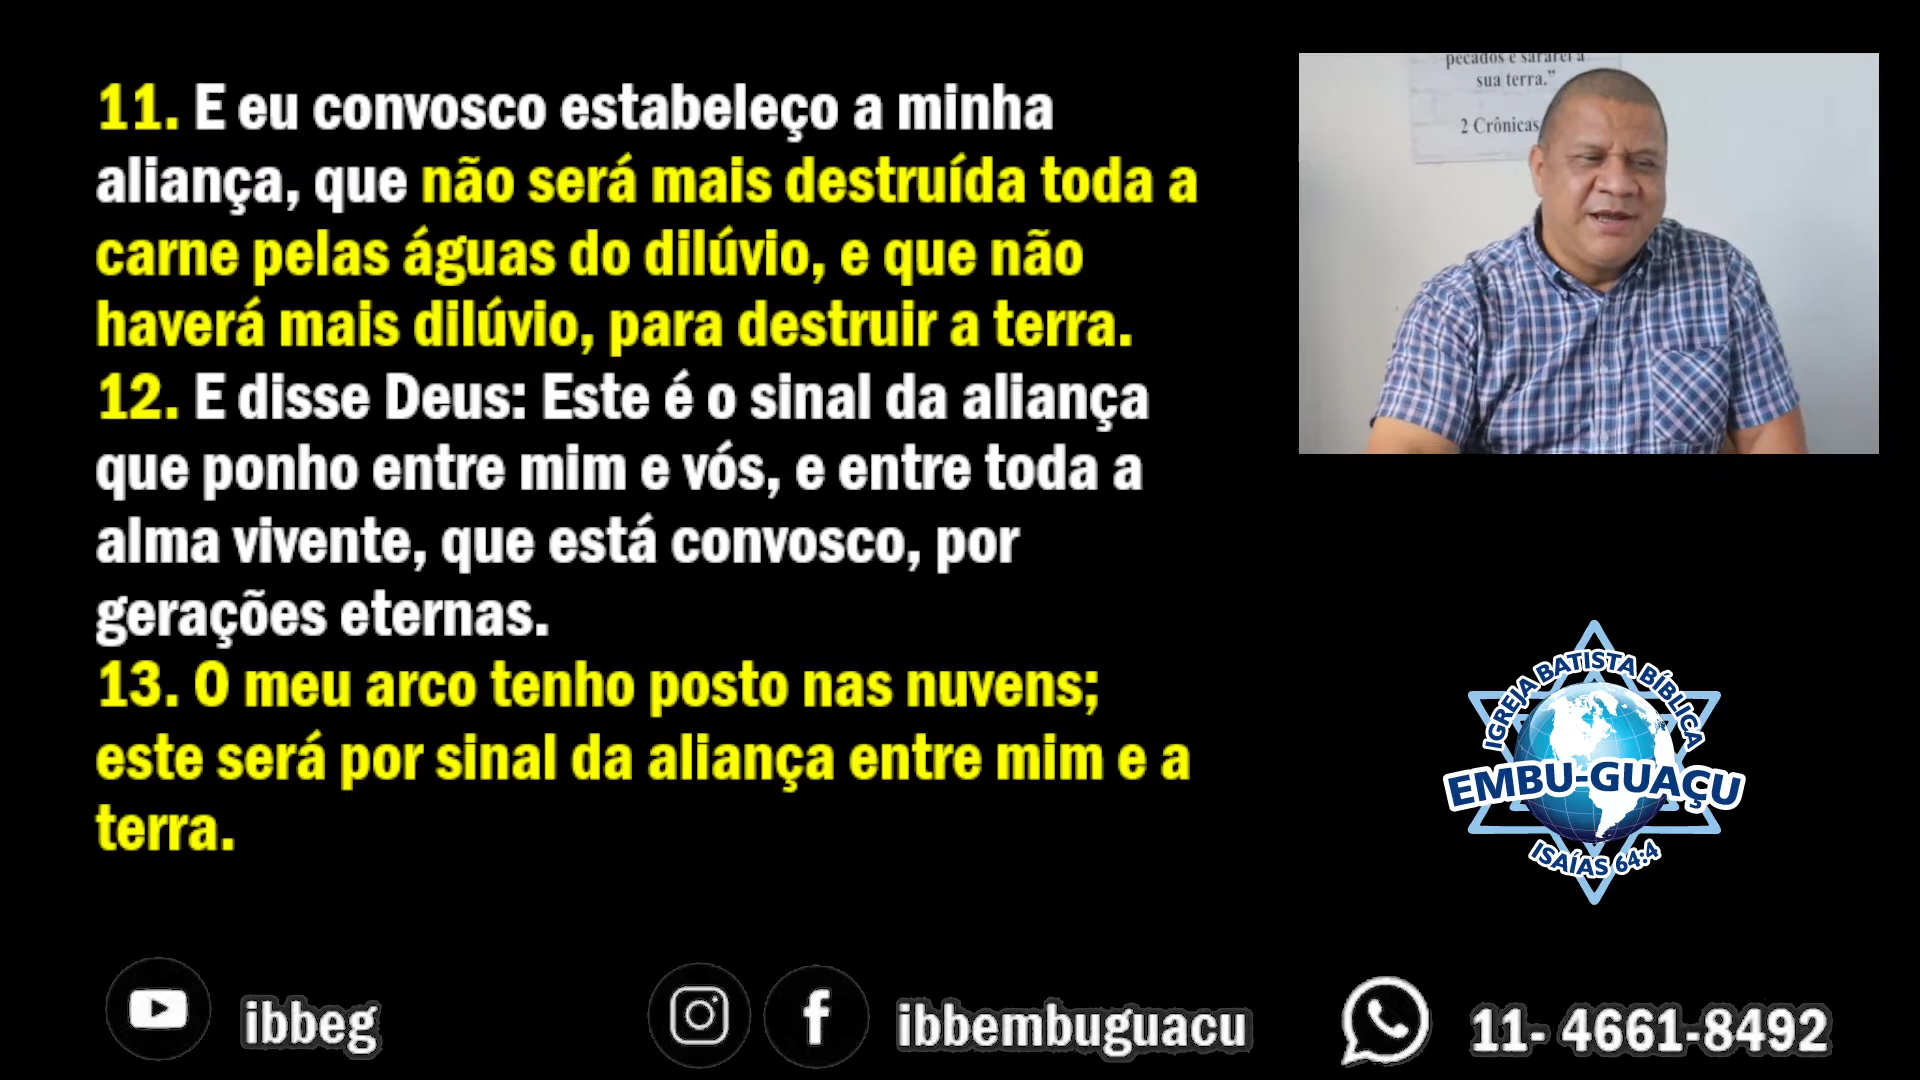 11. E eu convosco estabeleço a minha
aliança, que não será mais destruída toda a
carne pelas águas do dilúvio, e que não
haverá mais dilúvio, para destruir a terra.
12. E disse Deus: Este é o sinal da aliança
que ponho entre mim e vós, e entre toda a
alma vivente, que está convosco, por
gerações eternas.
13. O meu arco tenho posto nas nuvens;
este será por sinal da aliança entre mim e a
terra.
pecados e sararei a
sua terra.”
2 Crônicas
IGREJA BATISTA BÍBLICA
EMBU-GUAÇU
ISAÍAS 64:4
ibbeg
ibbembuguacu
11- 4661-8492